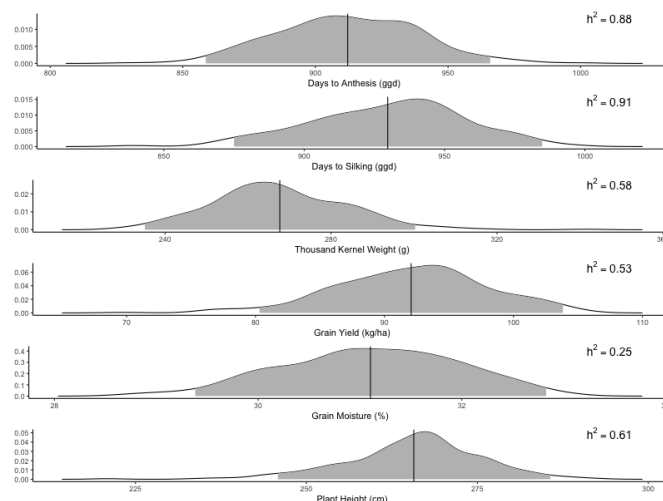 h² = 0.88
0.010
0.005
0.000
800 850 900 950 1000
Days to Anthesis (ggd)
h² = 0.91
0.015
0.010
0.005
0.000
850 900 950 1000
Days to Silking (ggd)
h² = 0.58
0.02
0.01
0.00
240 280 320
Thousand Kernel Weight (g)
h² = 0.53
0.06
0.04
0.02
0.00
70 80 90 100 110
Grain Yield (kg/ha)
h² = 0.25
0.4
0.3
0.2
0.1
0.0
28 30 32
Grain Moisture (%)
h² = 0.61
0.05
0.04
0.03
0.02
0.01
0.00
225 250 275 300
Plant Height (cm)